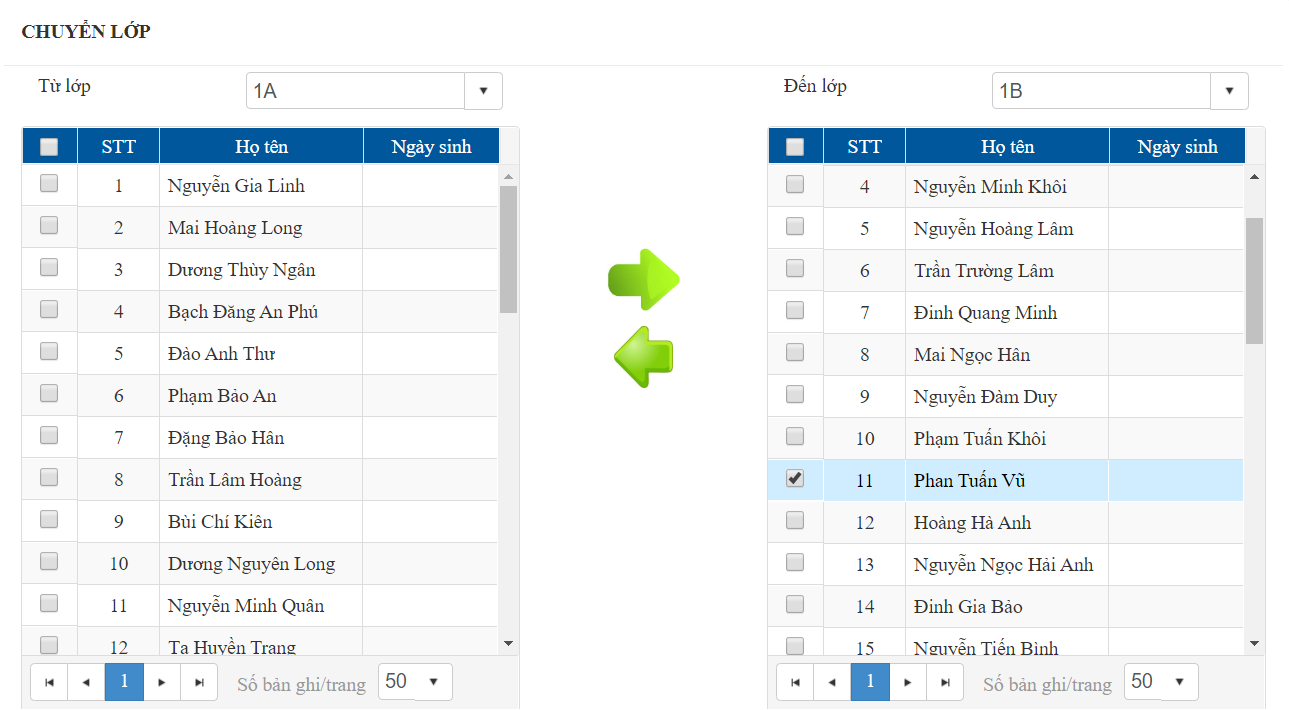 CHUYỂN LỚP
Từ lớp 1A
STT Họ tên Ngày sinh
1 Nguyễn Gia Linh
2 Mai Hoàng Long
3 Dương Thùy Ngân
4 Bạch Đăng An Phú
5 Đào Anh Thư
6 Phạm Bảo An
7 Đặng Bảo Hân
8 Trần Lâm Hoàng
9 Bùi Chí Kiên
10 Dương Nguyên Long
11 Nguyễn Minh Quân
12 Tạ Huyền Trang
1 Số bản ghi/trang 50
Đến lớp 1B
STT Họ tên Ngày sinh
4 Nguyễn Minh Khôi
5 Nguyễn Hoàng Lâm
6 Trần Trường Lâm
7 Đinh Quang Minh
8 Mai Ngọc Hân
9 Nguyễn Đàm Duy
10 Phạm Tuấn Khôi
11 Phan Tuấn Vũ
12 Hoàng Hà Anh
13 Nguyễn Ngọc Hải Anh
14 Đinh Gia Bảo
15 Nguyễn Tiến Bình
1 Số bản ghi/trang 50